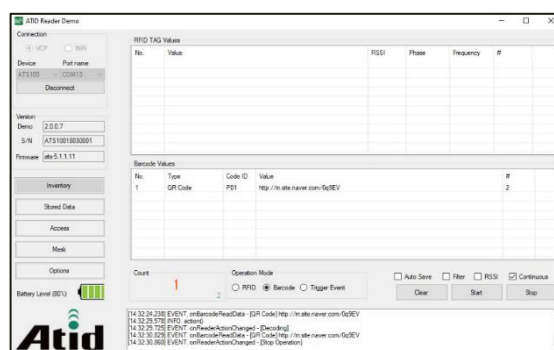 ATID Reader Demo
Connection
VCP Wifi
Device Port name
ATS100 COM13
Disconnect
Version
Demo 2.0.0.7
S/N ATS10018030001
Firmware ats-5.1.1.11
Inventory
Stored Data
Access
Mask
Options
Battery Level (80%)
Atid
RFID TAG Values
No. Value RSSI Phase Frequency #
Barcode Values
No. Type Code ID Value #
1 QR Code P01 http://m.site.naver.com/0q9EV 2
Count
1
2
Operation Mode
RFID Barcode Trigger Event
Auto Save Filter RSSI Continuous
Clear Start Stop
[14:32:24.238] EVENT. onBarcodeReadData - [QR Code] http://m.site.naver.com/0q9EV
[14:32:29.578] INFO. action()
[14:32:29.725] EVENT. onReaderActionChanged - [Decoding]
[14:32:30.829] EVENT. onBarcodeReadData - [QR Code] http://m.site.naver.com/0q9EV
[14:32:30.860] EVENT. onReaderActionChanged - [Stop Operation]